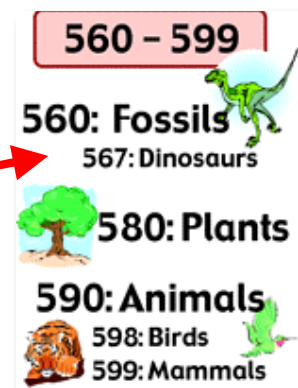 560 – 599
560: Fossils
567: Dinosaurs
580: Plants
590: Animals
598: Birds
599: Mammals